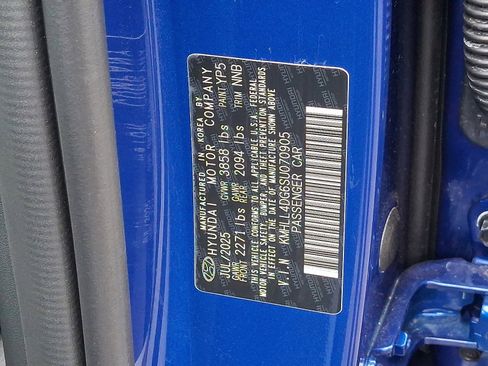 MANUFACTURED IN KOREA BY
HYUNDAI MOTOR COMPANY
JUL/2025 GVWR 3858 lbs PAINT YP5
GAWR FRONT 2271 lbs GAWR REAR 2094 lbs TRIM NNB
THIS VEHICLE CONFORMS TO ALL APPLICABLE U.S.A. FEDERAL
MOTOR VEHICLE SAFETY, BUMPER, AND THEFT PREVENTION STANDARDS
IN EFFECT ON THE DATE OF MANUFACTURE SHOWN ABOVE
V.I.N KMHLL4DG6SU070905
PASSENGER CAR